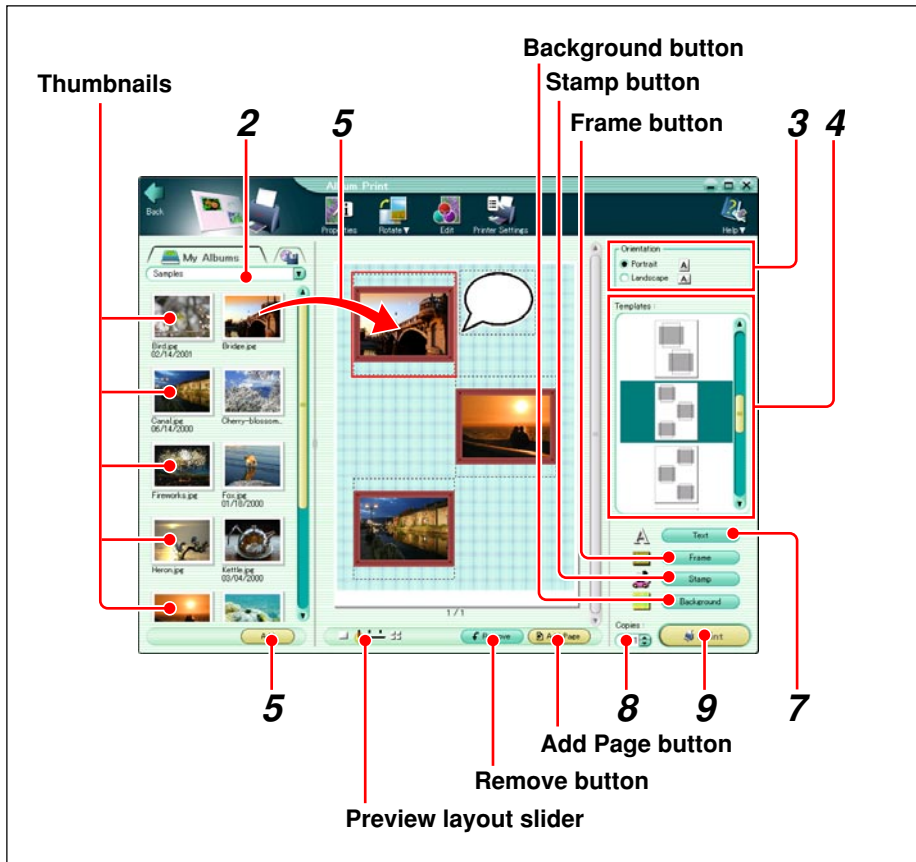 Background button
Thumbnails
Stamp button
2
5
Frame button
3
4
Album Print
Back
Properties
Rotate▼
Edit
Printer Settings
Help▼
My Albums
Samples
Orientation
Portrait
A
Landscape
A
Templates :
Bird.jpg
02/14/2001
Bridge.jpg
Canal.jpg
06/14/2000
Cherry-blossom...
Fireworks.jpg
Fox.jpg
01/18/2000
Heron.jpg
Kettle.jpg
03/04/2000
A
Text
Frame
Stamp
Background
1/1
Copies :
1
5
8
9
7
Add Page button
Remove button
Preview layout slider